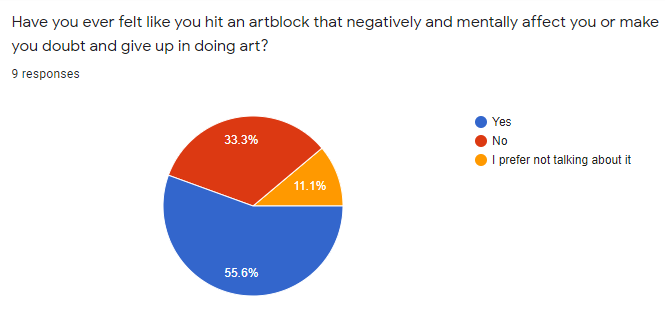 Have you ever felt like you hit an artblock that negatively and mentally affect you or make
you doubt and give up in doing art?
9 responses
Yes
No
I prefer not talking about it
33.3%
11.1%
55.6%